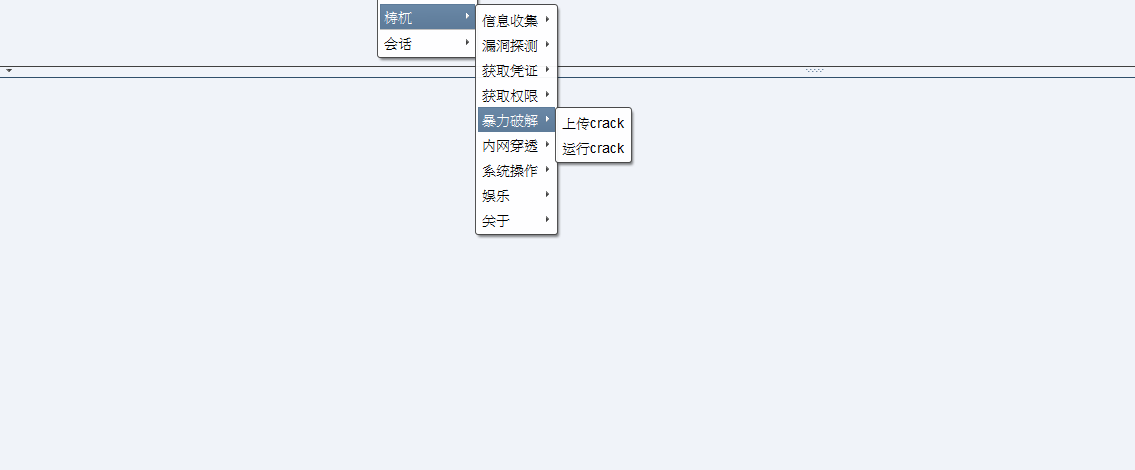 梼杌
会话
信息收集
漏洞探测
获取凭证
获取权限
暴力破解
内网穿透
系统操作
娱乐
关于
上传crack
运行crack